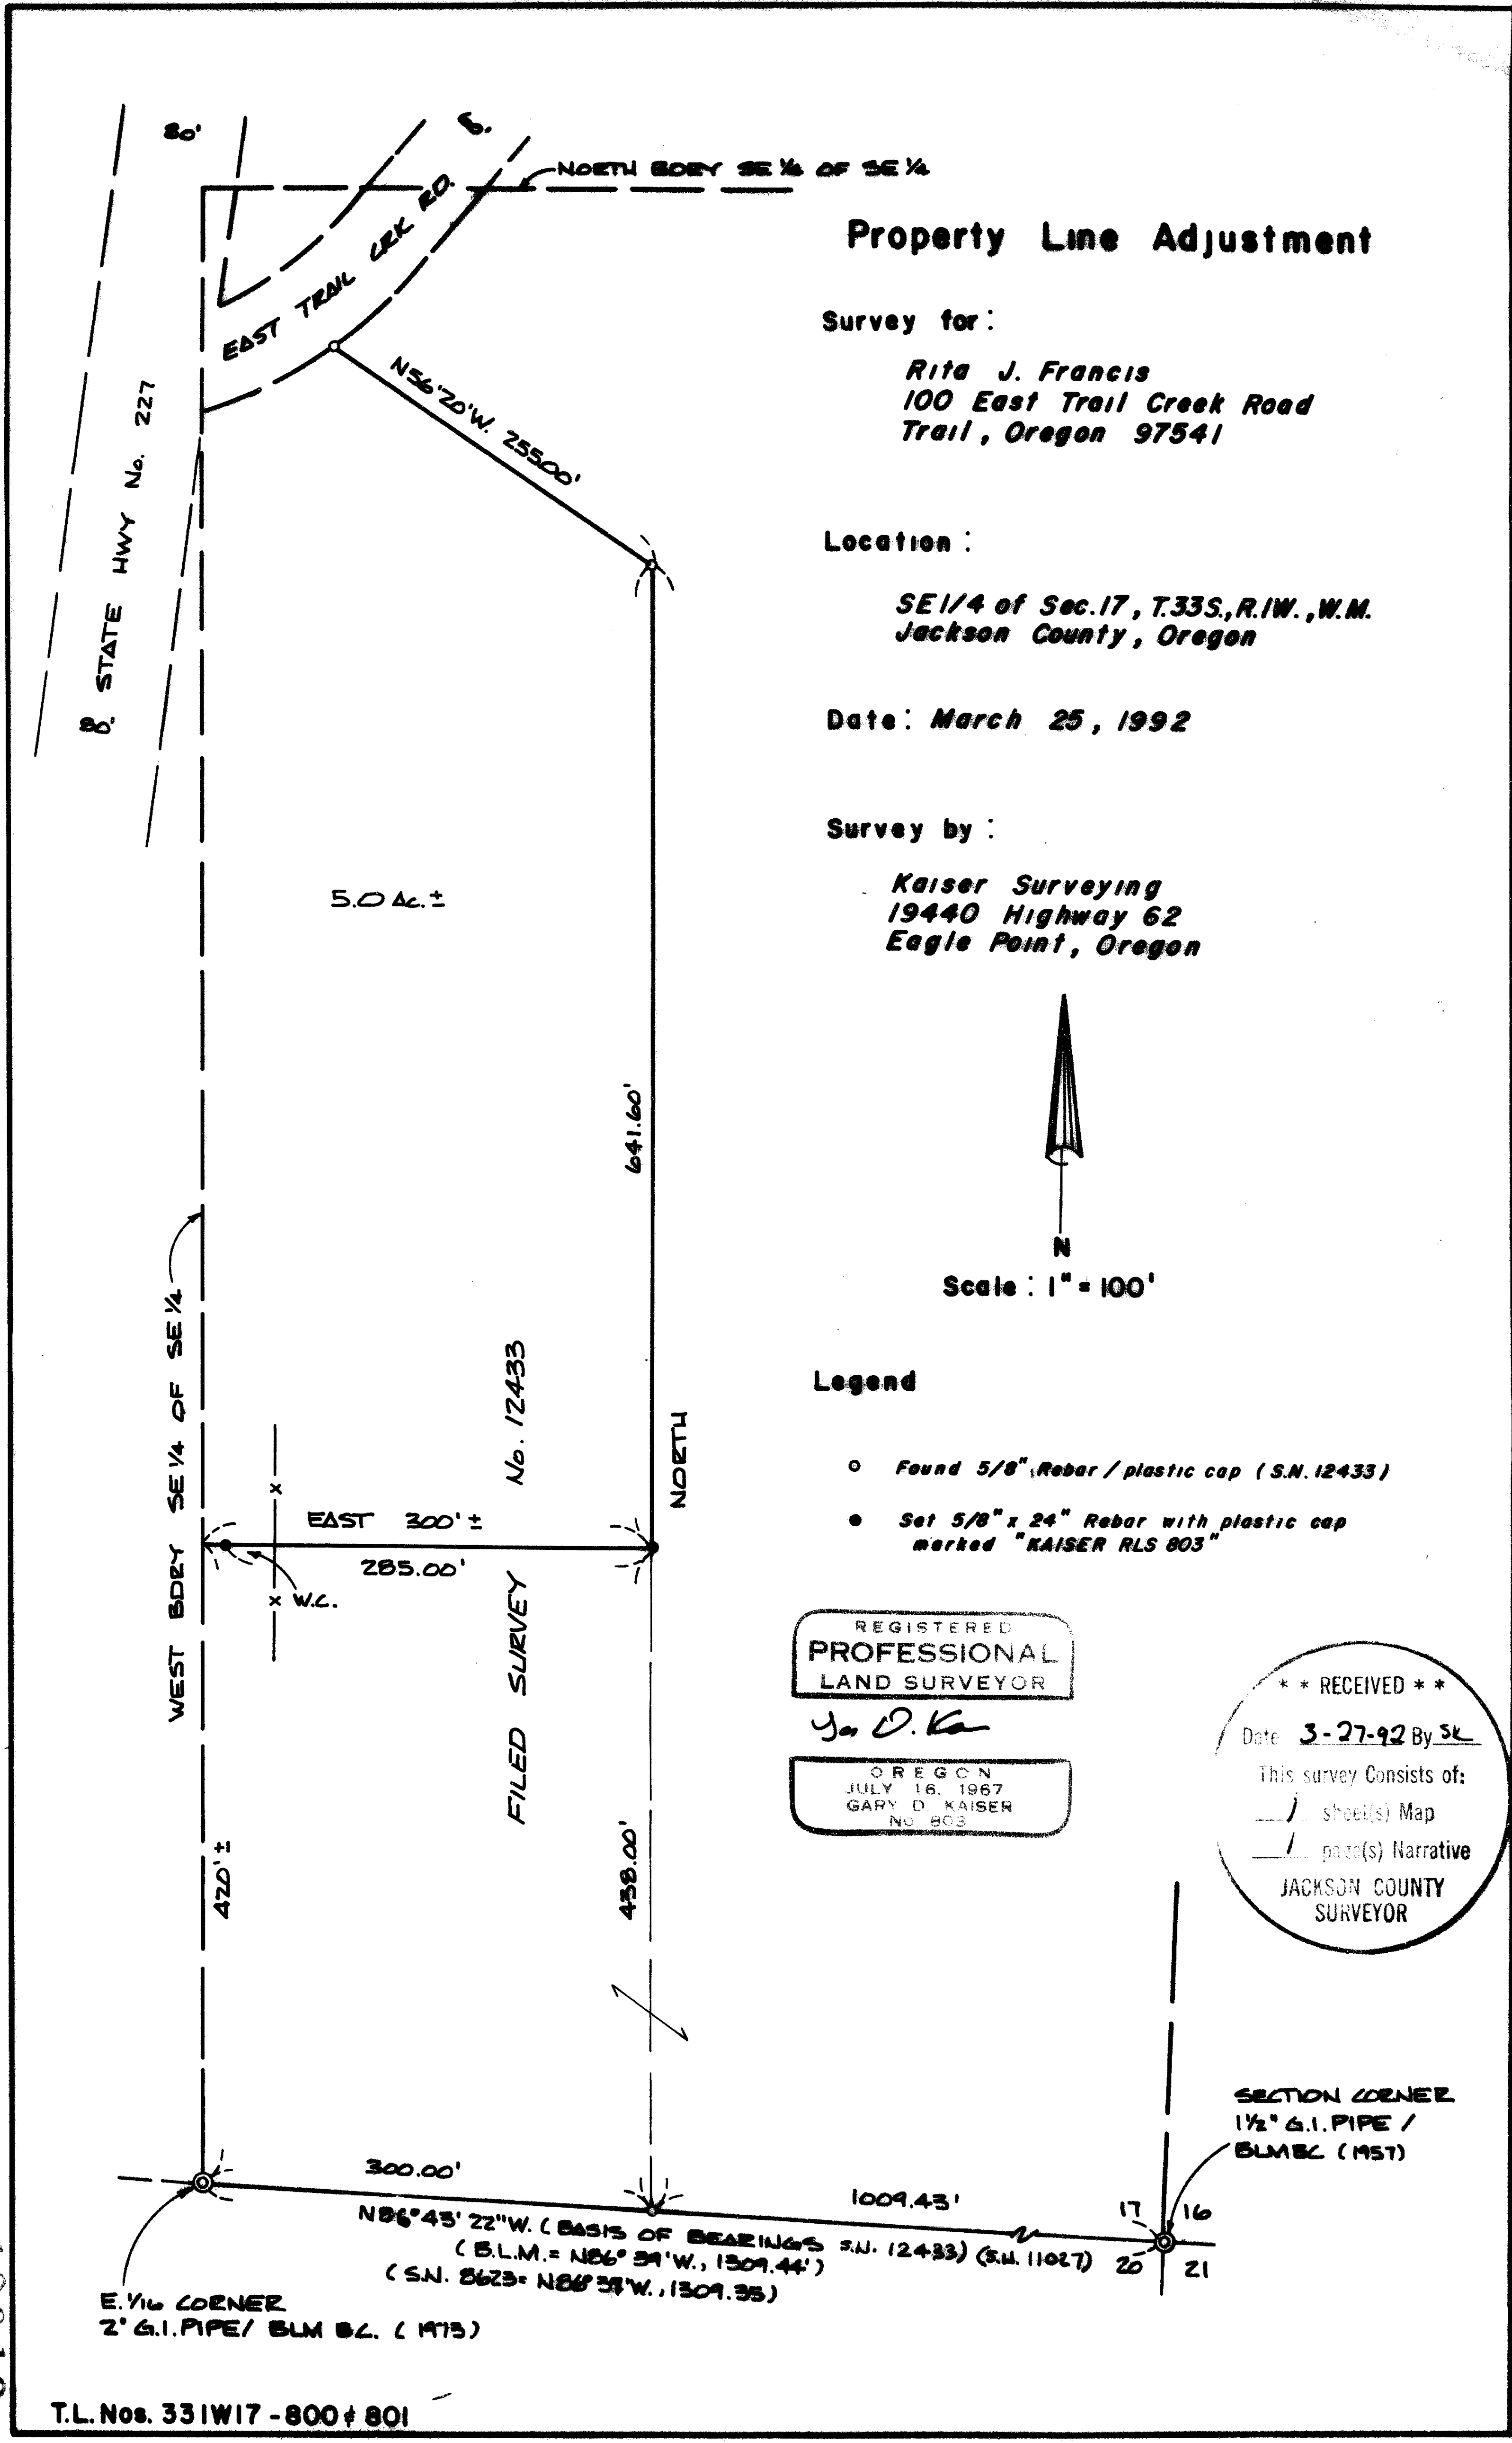 80'
80.
NORTH BDRY SE 1/4 OF SE 1/4
EAST TRAIL CRK RD.
N56°20'W. 255.00'
80. STATE HWY No. 227
Property Line Adjustment
Survey for:
Rita J. Francis
100 East Trail Creek Road
Trail, Oregon 97541
Location:
SE1/4 of Sec.17, T.33S.,R.1W.,W.M.
Jackson County, Oregon
Date: March 25, 1992
Survey by:
Kaiser Surveying
19440 Highway 62
Eagle Point, Oregon
5.0 Ac.±
641.60'
N
Scale: 1" = 100'
Legend
Found 5/8" Rebar / plastic cap (S.N. 12433)
Set 5/8" x 24" Rebar with plastic cap
marked "KAISER RLS 803"
WEST BDRY SE 1/4 OF SE 1/4
EAST 300'±
285.00'
W.C.
FILED SURVEY No. 12433
NORTH
420'±
438.00'
REGISTERED
PROFESSIONAL
LAND SURVEYOR
OREGON
JULY 16, 1967
GARY D. KAISER
No. 803
* * RECEIVED * *
Date 3-27-92 By SK
This survey Consists of:
1 sheet(s) Map
1 page(s) Narrative
JACKSON COUNTY
SURVEYOR
SECTION CORNER
1½" G.I. PIPE /
BLMBC (1957)
300.00'
1009.43'
17 16
20 21
N86°43'22"W. (BASIS OF BEARINGS S.N. 12433) (S.N. 11027)
(B.L.M. = N86°39'W., 1309.44')
(S.N. 8623= N86°39'W., 1309.35)
E. 1/16 CORNER
2" G.I. PIPE/ BLM BC. (1973)
T.L. Nos. 331W17 - 800 & 801